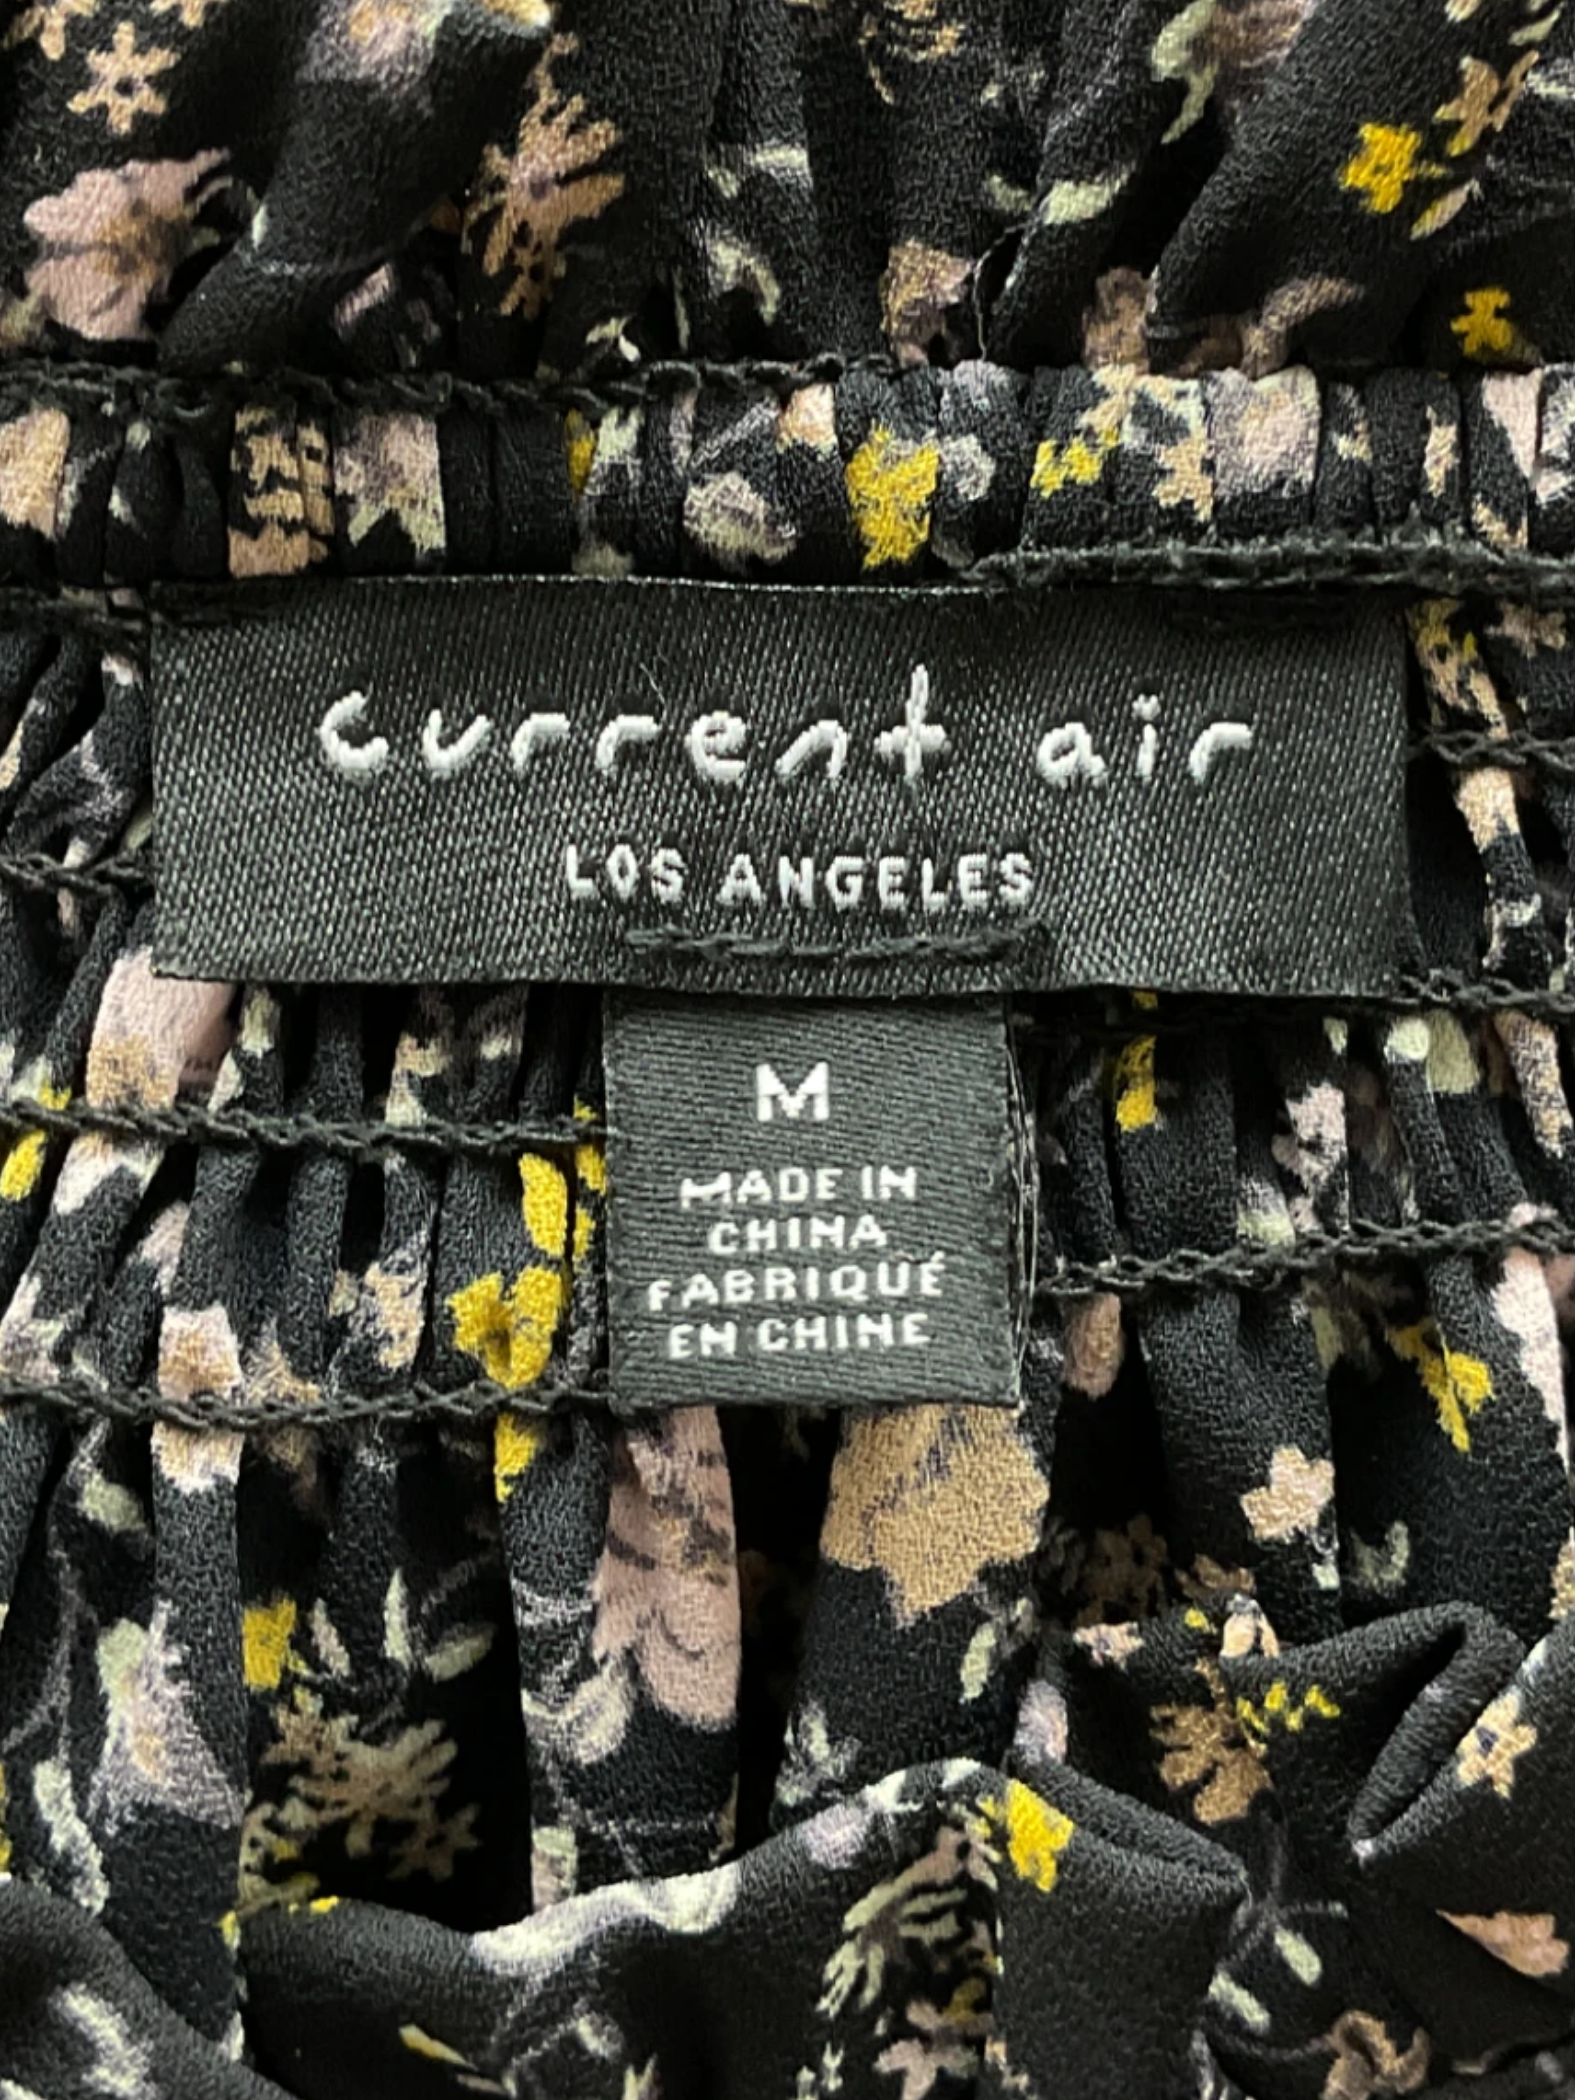 current air
LOS ANGELES
M
MADE IN
CHINA
FABRIQUÉ
EN CHINE